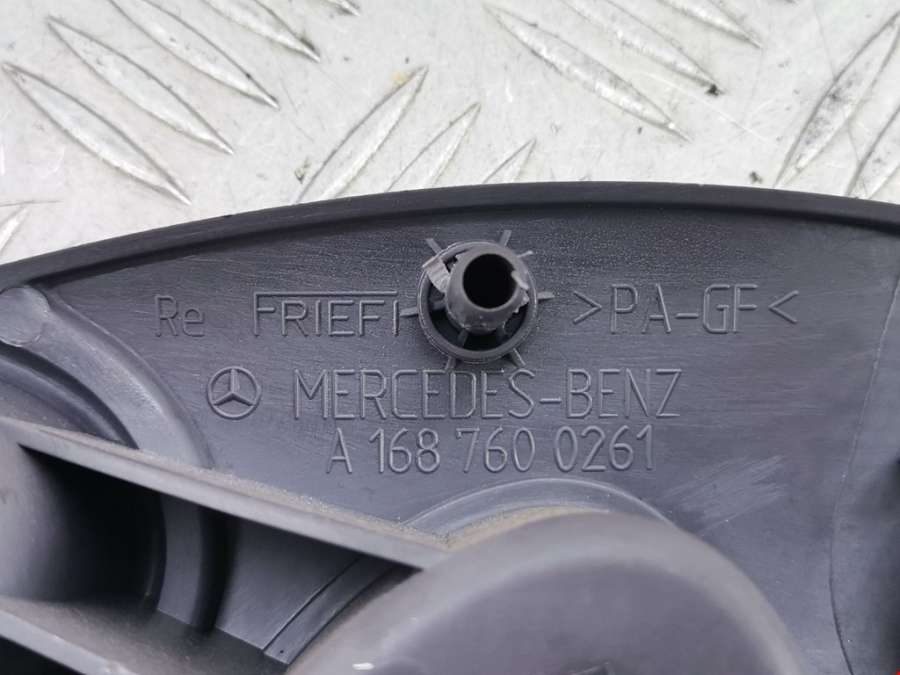 Re FRIEFI >PA-GF<
MERCEDES-BENZ
A 168 760 0261